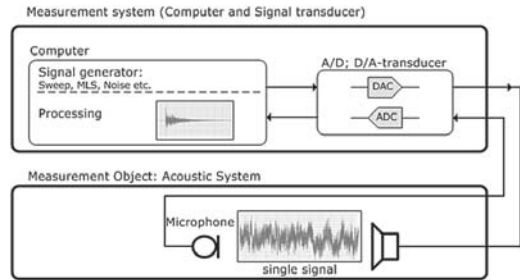 Measurement system (Computer and Signal transducer)
Computer
Signal generator:
Sweep, MLS, Noise etc.
Processing
A/D; D/A-transducer
DAC
ADC
Measurement Object: Acoustic System
Microphone
single signal